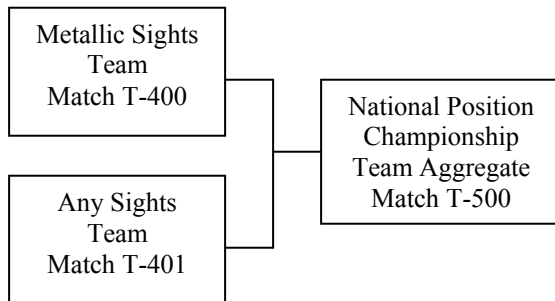 Metallic Sights
Team
Match T-400
National Position
Championship
Team Aggregate
Match T-500
Any Sights
Team
Match T-401